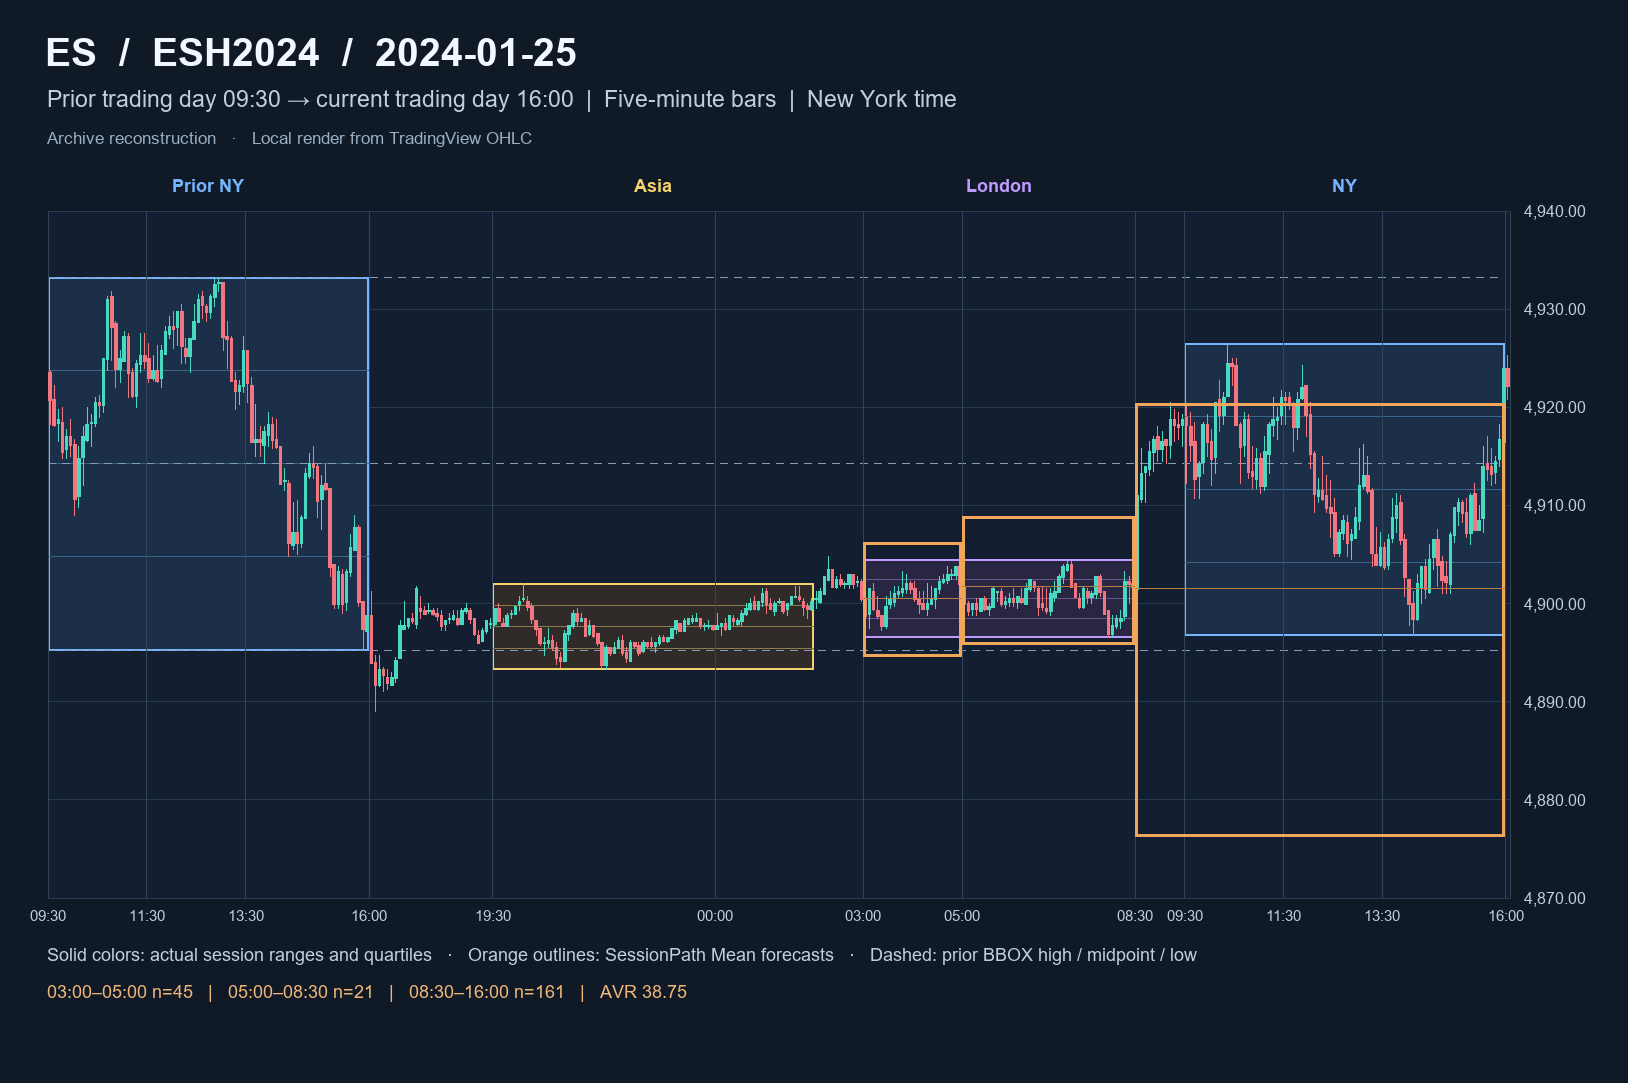 ES / ESH2024 / 2024-01-25
Prior trading day 09:30 → current trading day 16:00 | Five-minute bars | New York time
Archive reconstruction · Local render from TradingView OHLC
Prior NY Asia London NY
4,940.00
4,930.00
4,920.00
4,910.00
4,900.00
4,890.00
4,880.00
4,870.00
09:30 11:30 13:30 16:00 19:30 00:00 03:00 05:00 08:30 09:30 11:30 13:30 16:00
Solid colors: actual session ranges and quartiles · Orange outlines: SessionPath Mean forecasts · Dashed: prior BBOX high / midpoint / low
03:00–05:00 n=45 | 05:00–08:30 n=21 | 08:30–16:00 n=161 | AVR 38.75